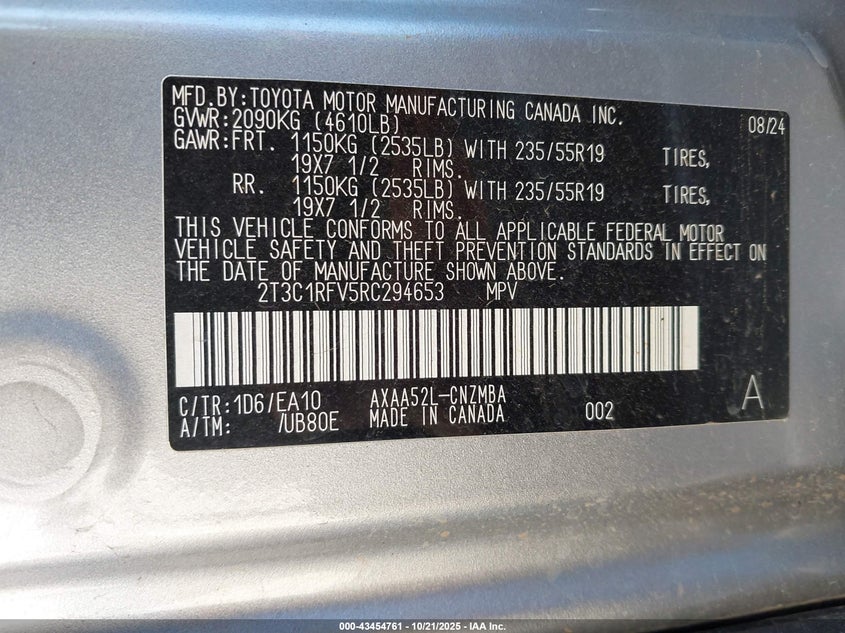 MFD.BY:TOYOTA MOTOR MANUFACTURING CANADA INC.
GVWR:2090KG (4610LB) 08/24
GAWR:FRT. 1150KG (2535LB) WITH 235/55R19 TIRES,
19X7 1/2 RIMS.
RR. 1150KG (2535LB) WITH 235/55R19 TIRES,
19X7 1/2 RIMS.
THIS VEHICLE CONFORMS TO ALL APPLICABLE FEDERAL MOTOR
VEHICLE SAFETY AND THEFT PREVENTION STANDARDS IN EFFECT ON
THE DATE OF MANUFACTURE SHOWN ABOVE.
2T3C1RFV5RC294653 MPV
C/TR:1D6/EA10 AXAA52L-CNZMBA
A/TM: /UB80E MADE IN CANADA 002 A
000-43454761 - 10/21/2025 - IAA Inc.